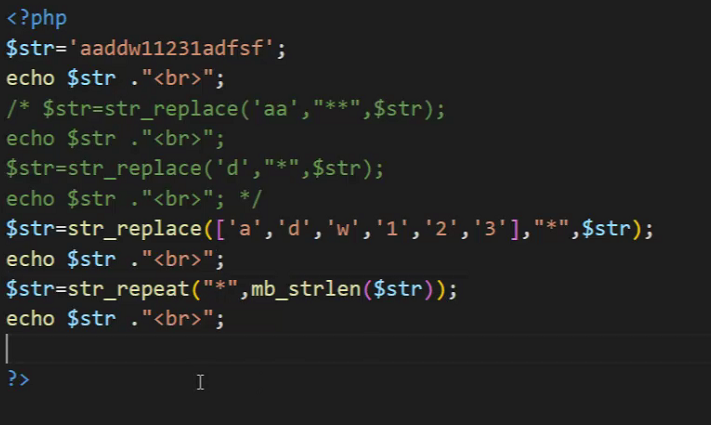 <?php
$str='aaddw11231adfsf';
echo $str ."<br>";
/* $str=str_replace('aa',"**",$str);
echo $str ."<br>";
$str=str_replace('d',"*",$str);
echo $str ."<br>"; */
$str=str_replace(['a','d','w','1','2','3'],"*",$str);
echo $str ."<br>";
$str=str_repeat("*",mb_strlen($str));
echo $str ."<br>";
?>